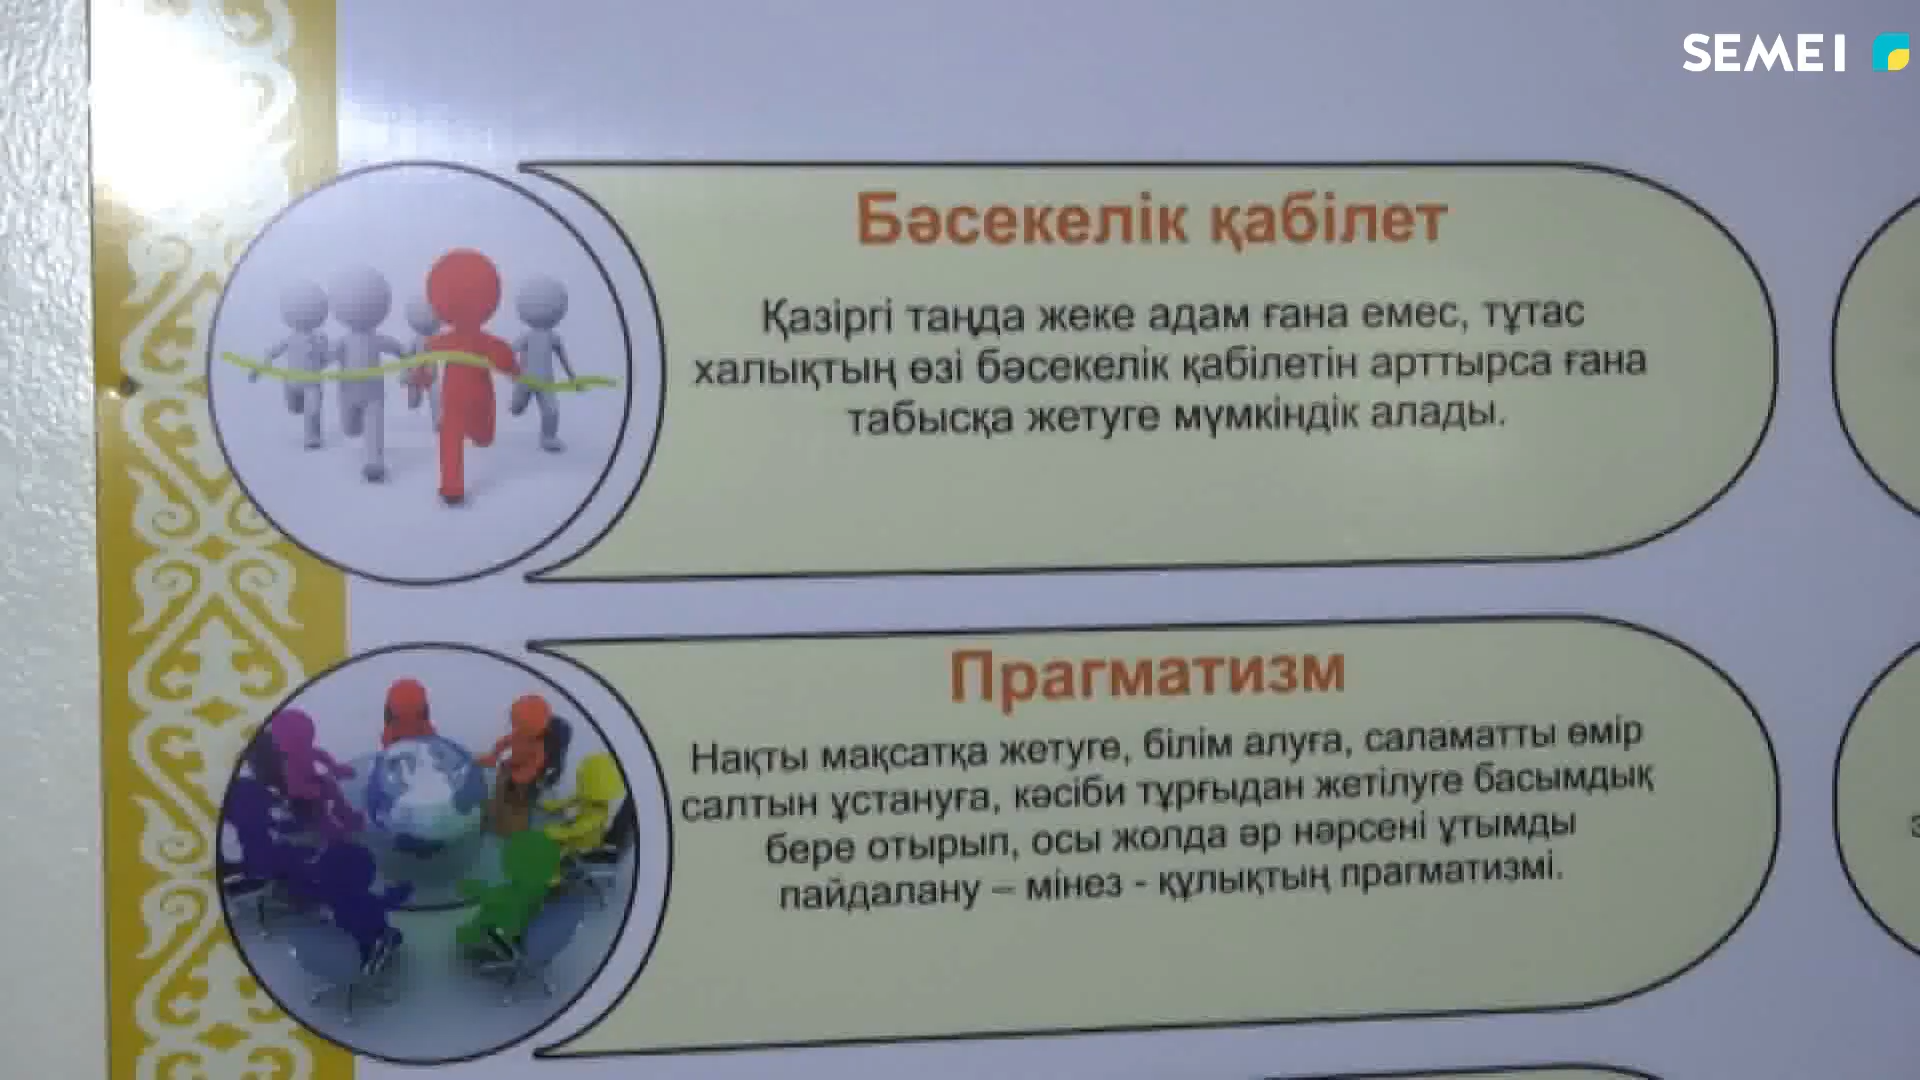 SEMEI
Бәсекелік қабілет
Қазіргі таңда жеке адам ғана емес, тұтас
халықтың өзі бәсекелік қабілетін арттырса ғана
табысқа жетуге мүмкіндік алады.
Прагматизм
Нақты мақсатқа жетуге, білім алуға, саламатты өмір
салтын ұстануға, кәсіби тұрғыдан жетілуге басымдық
бере отырып, осы жолда әр нәрсені ұтымды
пайдалану – мінез - құлықтың прагматизмі.